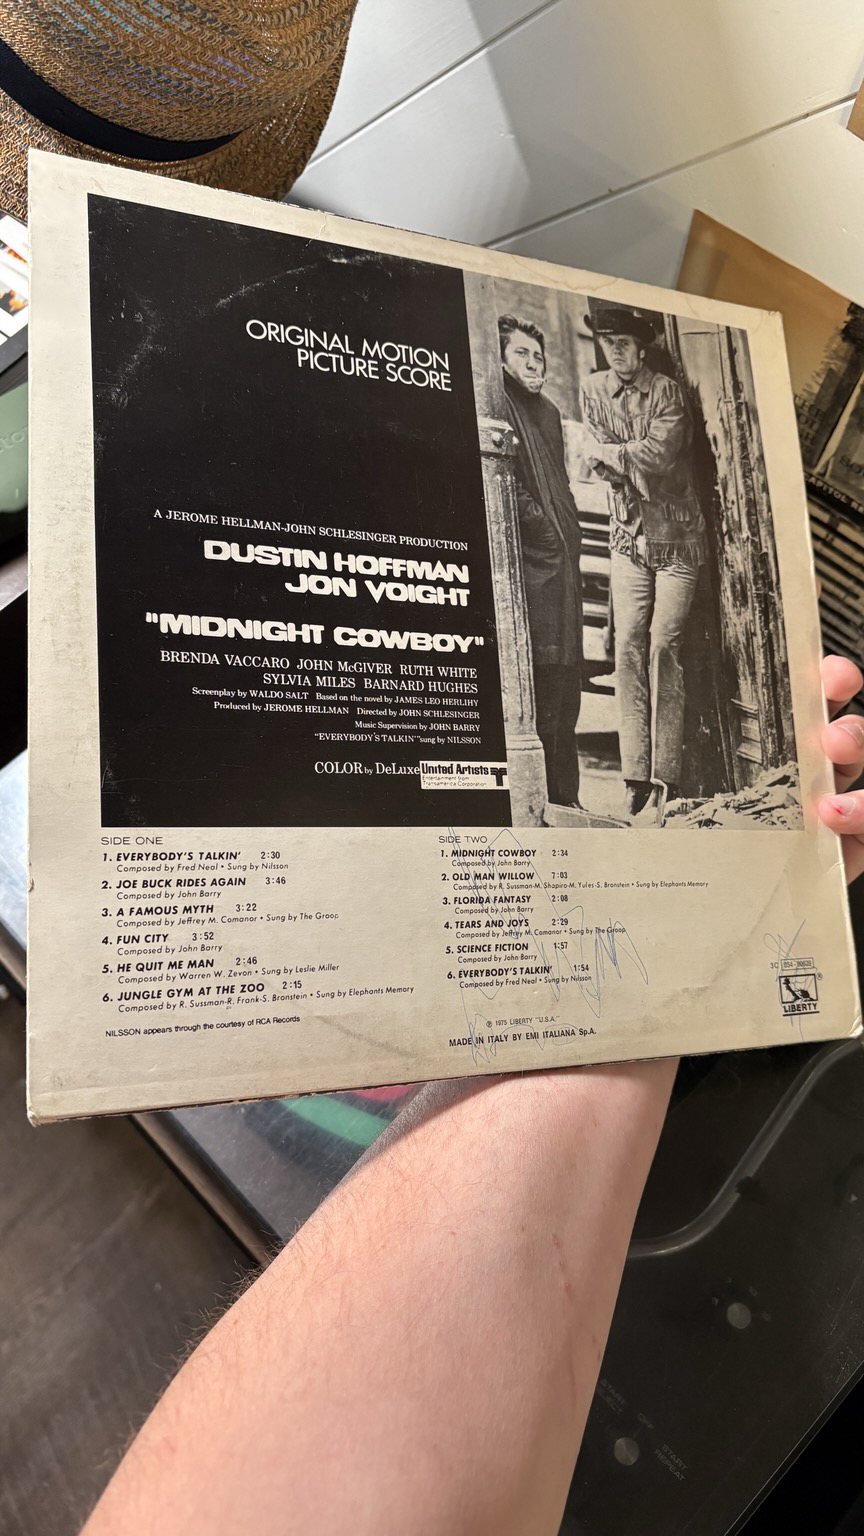 ORIGINAL MOTION
PICTURE SCORE
A JEROME HELLMAN-JOHN SCHLESINGER PRODUCTION
DUSTIN HOFFMAN
JON VOIGHT
"MIDNIGHT COWBOY"
BRENDA VACCARO JOHN McGIVER RUTH WHITE
SYLVIA MILES BARNARD HUGHES
Screenplay by WALDO SALT Based on the novel by JAMES LEO HERLIHY
Produced by JEROME HELLMAN Directed by JOHN SCHLESINGER
Music Supervision by JOHN BARRY
"EVERYBODY'S TALKIN'" sung by NILSSON
COLOR by DeLuxe United Artists
Entertainment from
Transamerica Corporation
SIDE ONE
1. EVERYBODY'S TALKIN' 2:30
Composed by Fred Neal • Sung by Nilsson
2. JOE BUCK RIDES AGAIN 3:46
Composed by John Barry
3. A FAMOUS MYTH 3:22
Composed by Jeffrey M. Comanor • Sung by The Groop
4. FUN CITY 3:52
Composed by John Barry
5. HE QUIT ME MAN 2:46
Composed by Warren W. Zevon • Sung by Leslie Miller
6. JUNGLE GYM AT THE ZOO 2:15
Composed by R. Sussman-R. Frank-S. Bronstein • Sung by Elephants Memory
NILSSON appears through the courtesy of RCA Records
SIDE TWO
1. MIDNIGHT COWBOY 2:34
Composed by John Barry
2. OLD MAN WILLOW 7:03
Composed by R. Sussman-M. Shapiro-M. Yules-S. Bronstein • Sung by Elephants Memory
3. FLORIDA FANTASY 2:08
Composed by John Barry
4. TEARS AND JOYS 2:29
Composed by Jeffrey M. Comanor • Sung by The Groop
5. SCIENCE FICTION 1:57
Composed by John Barry
6. EVERYBODY'S TALKIN' 1:54
Composed by Fred Neal • Sung by Nilsson
℗ 1975 LIBERTY "U.S.A."
MADE IN ITALY BY EMI ITALIANA S.p.A.
3C
LIBERTY
®
START
REPEAT